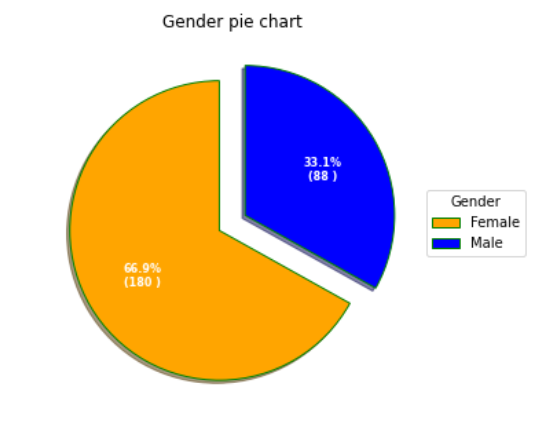 Gender pie chart
33.1%
(88 )
66.9%
(180 )
Gender
Female
Male